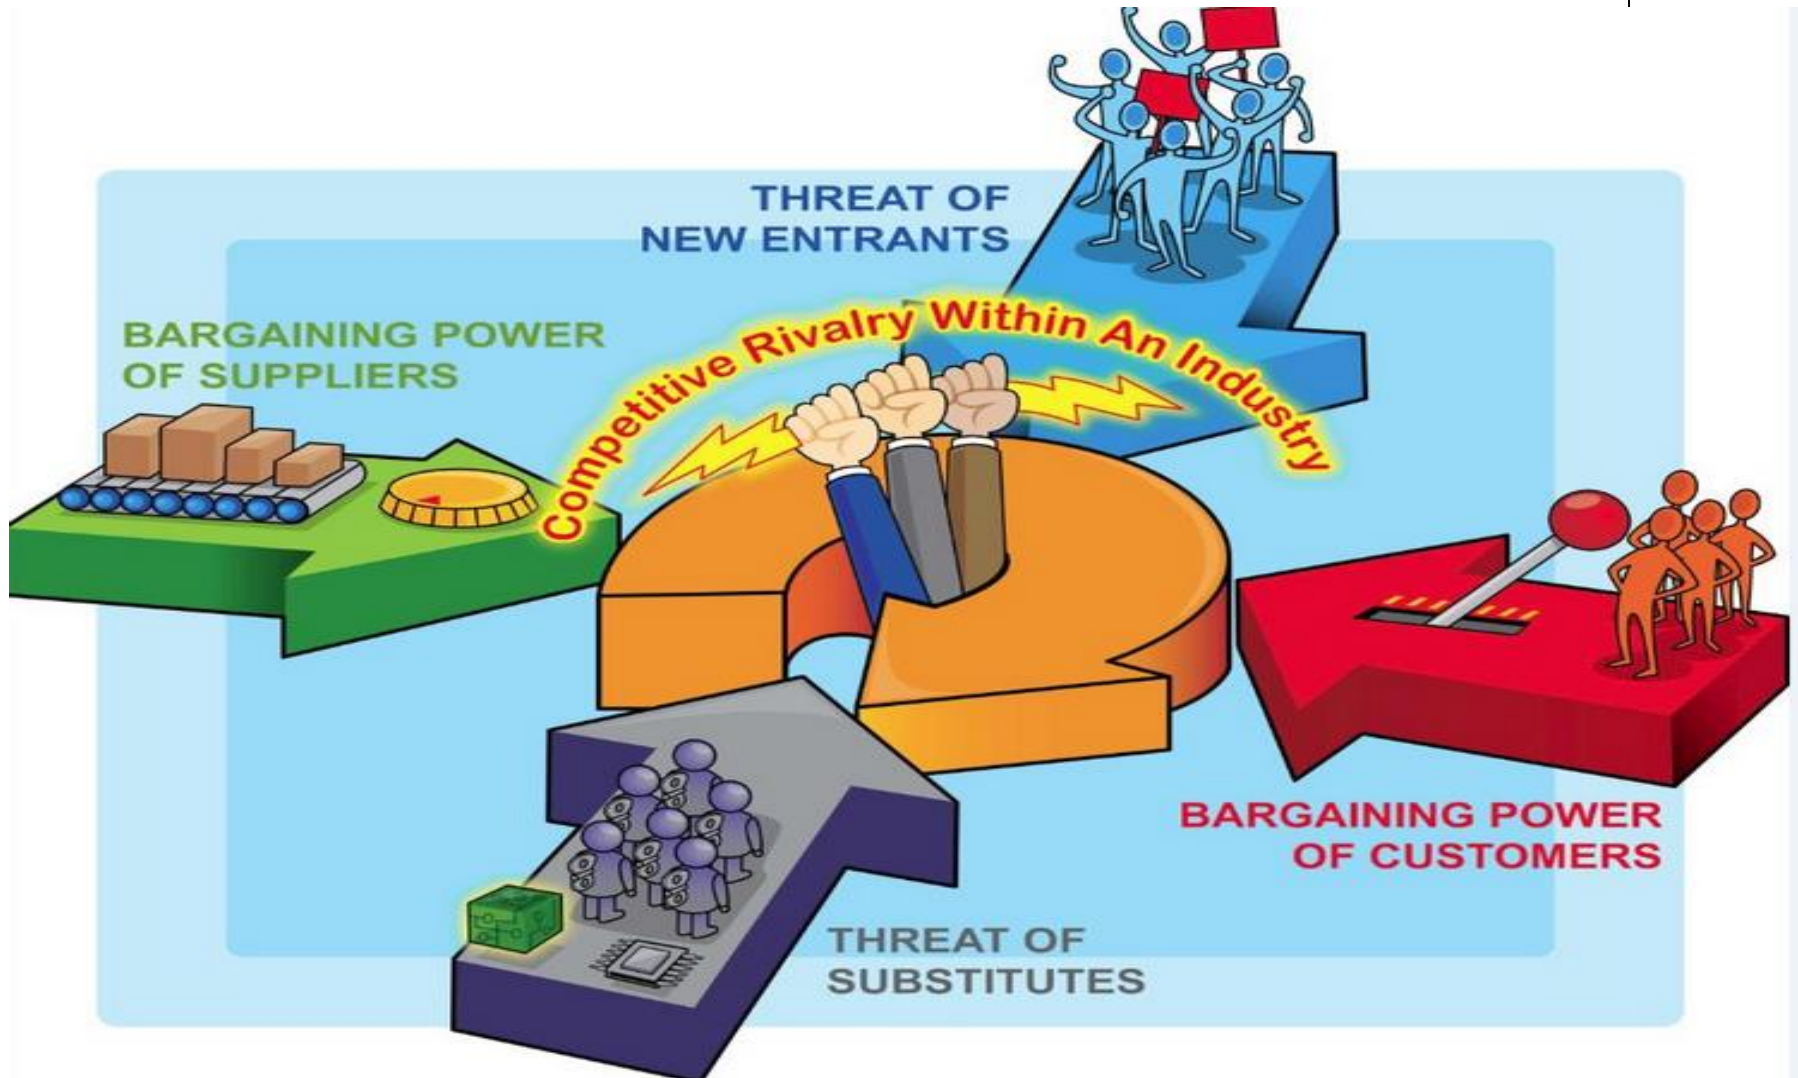 THREAT OF
NEW ENTRANTS
BARGAINING POWER
OF SUPPLIERS
Competitive Rivalry Within An Industry
BARGAINING POWER
OF CUSTOMERS
THREAT OF
SUBSTITUTES